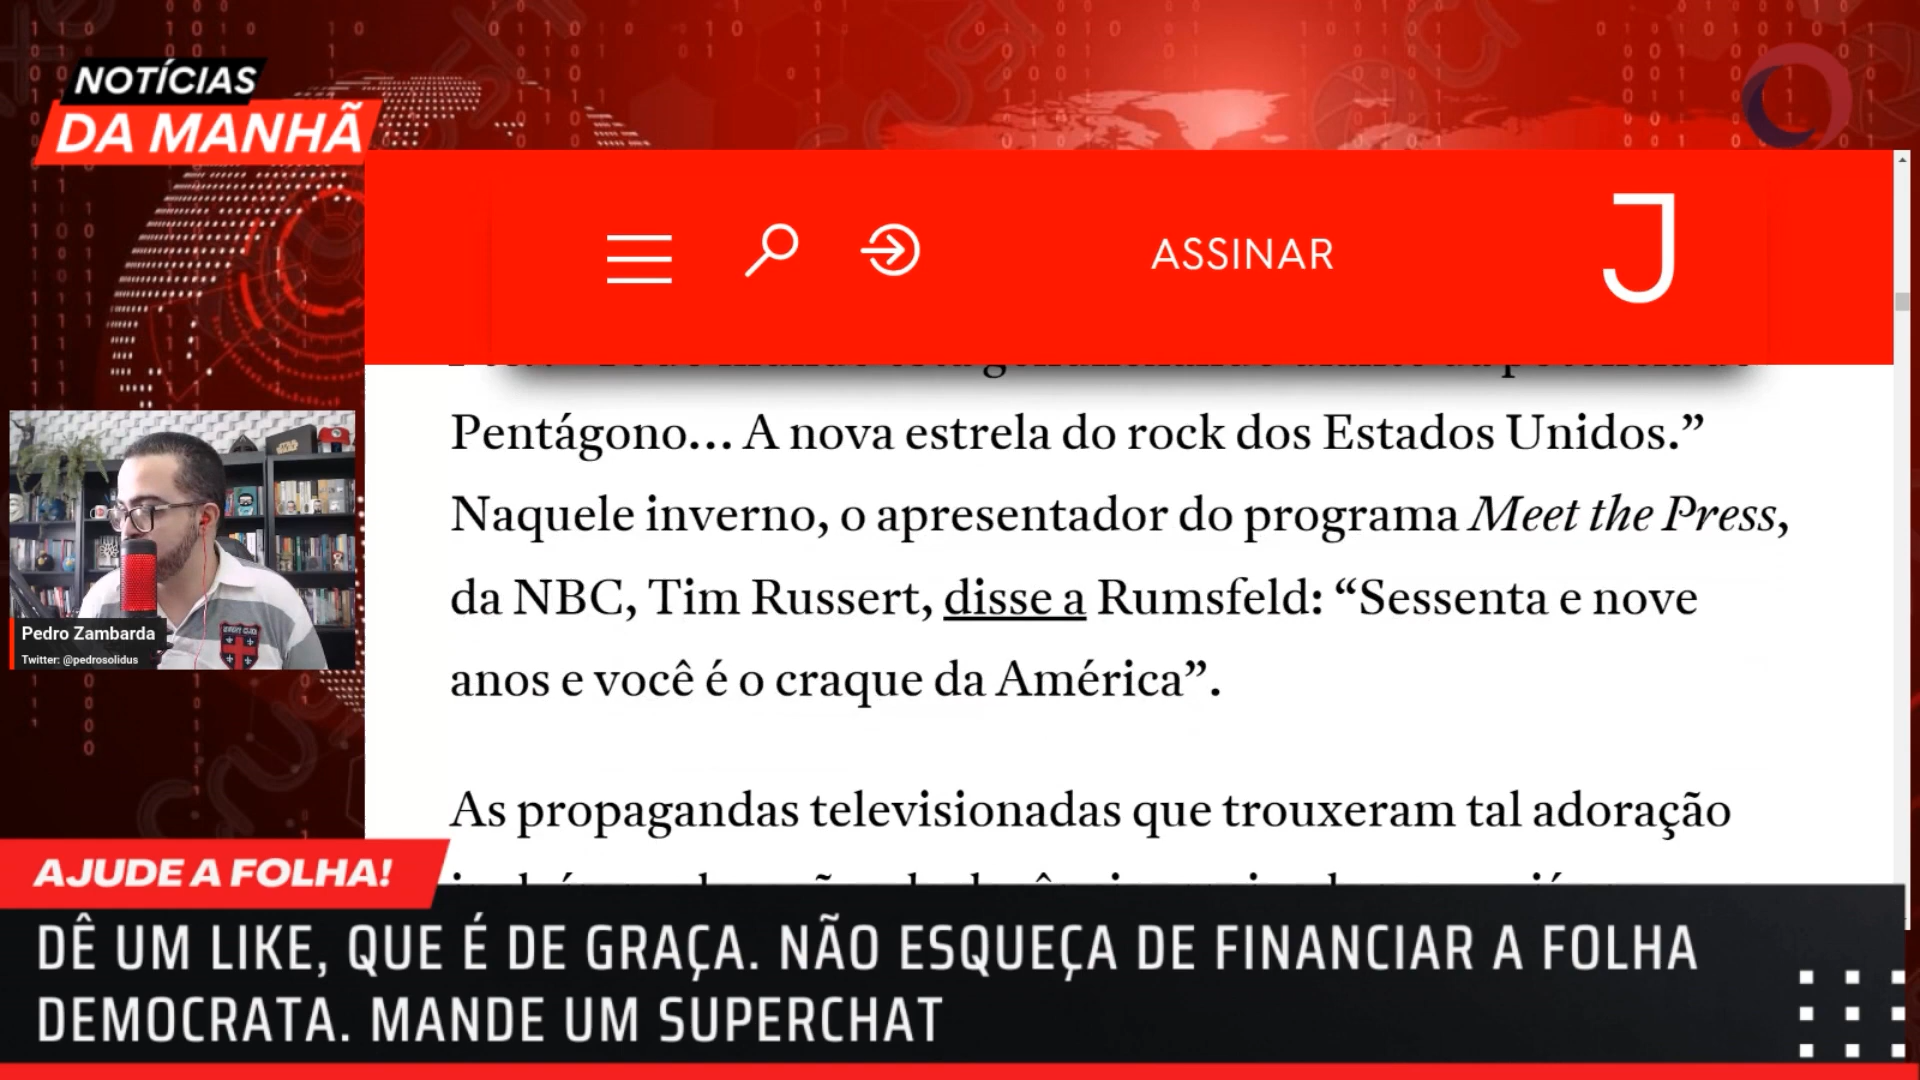 NOTÍCIAS
DA MANHÃ
ASSINAR
J
Pentágono... A nova estrela do rock dos Estados Unidos.”
Naquele inverno, o apresentador do programa Meet the Press,
da NBC, Tim Russert, disse a Rumsfeld: “Sessenta e nove
anos e você é o craque da América”.
As propagandas televisionadas que trouxeram tal adoração
Pedro Zambarda
Twitter: @pedrosolidus
AJUDE A FOLHA!
DÊ UM LIKE, QUE É DE GRAÇA. NÃO ESQUEÇA DE FINANCIAR A FOLHA
DEMOCRATA. MANDE UM SUPERCHAT